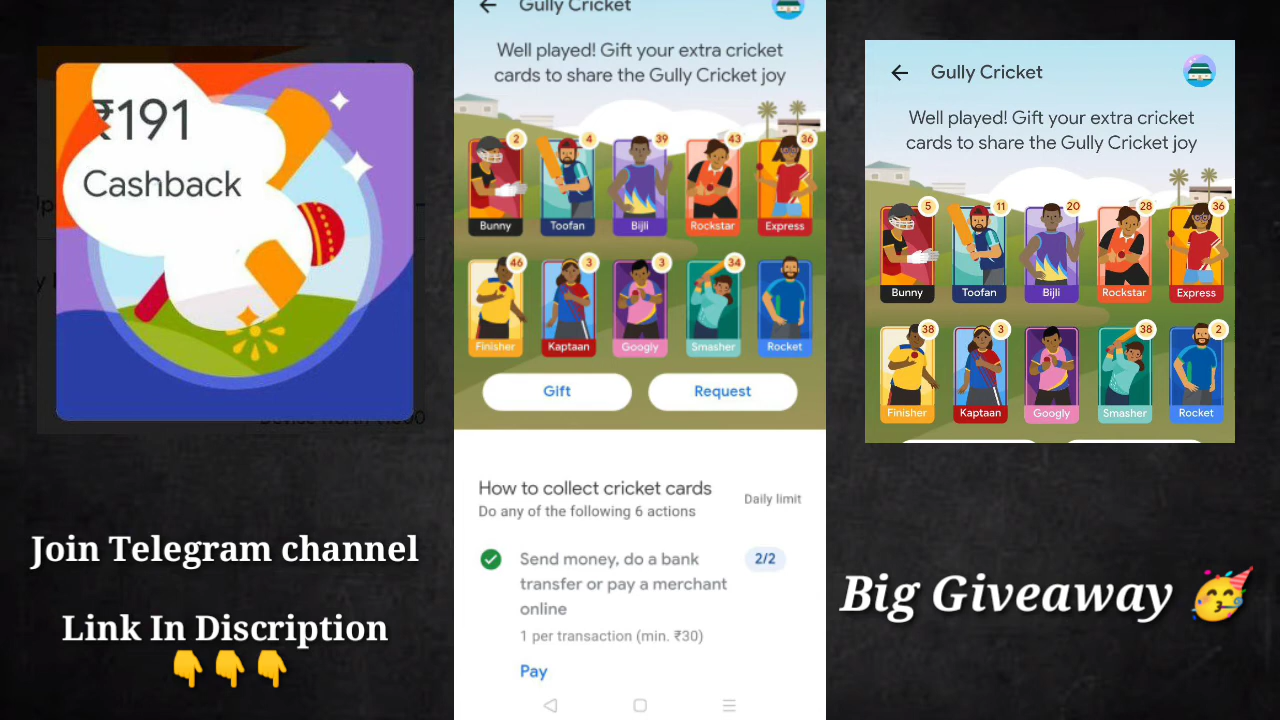 ₹191
Cashback
Join Telegram channel
Link In Discription
👇👇👇
Gully Cricket
Well played! Gift your extra cricket
cards to share the Gully Cricket joy
2 4 39 43 36
Bunny Toofan Bijli Rockstar Express
46 3 3 34
Finisher Kaptaan Googly Smasher Rocket
Gift Request
How to collect cricket cards
Daily limit
Do any of the following 6 actions
Send money, do a bank 2/2
transfer or pay a merchant
online
1 per transaction (min. ₹30)
Pay
Gully Cricket
Well played! Gift your extra cricket
cards to share the Gully Cricket joy
5 11 20 28 36
Bunny Toofan Bijli Rockstar Express
38 3 38 2
Finisher Kaptaan Googly Smasher Rocket
Big Giveaway 🥳